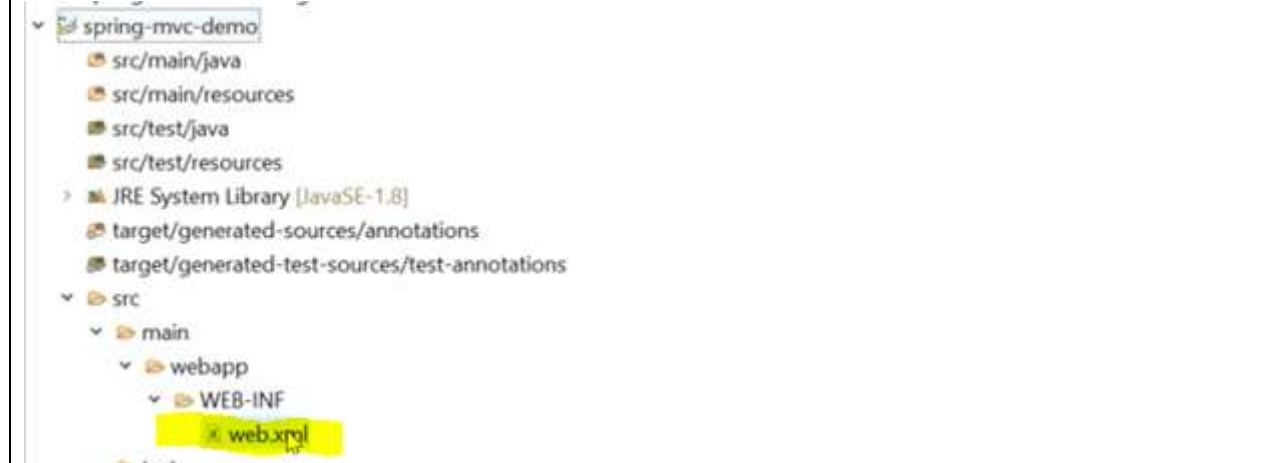 spring-mvc-demo
src/main/java
src/main/resources
src/test/java
src/test/resources
JRE System Library [JavaSE-1.8]
target/generated-sources/annotations
target/generated-test-sources/test-annotations
src
main
webapp
WEB-INF
web.xml